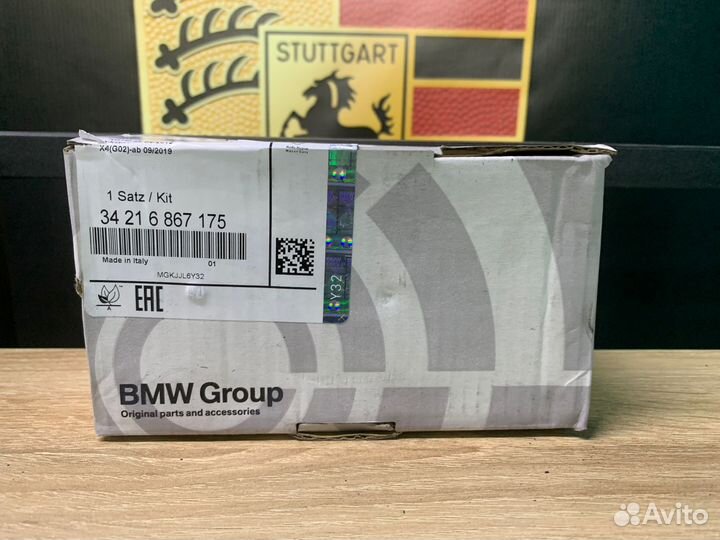 STUTTGART
X4(G02)-ab 09/2019
1 Satz / Kit
34 21 6 867 175
Made in Italy 01
MGKJJL6Y32
Y32
A
EAC
BMW Group
Original parts and accessories
Avito